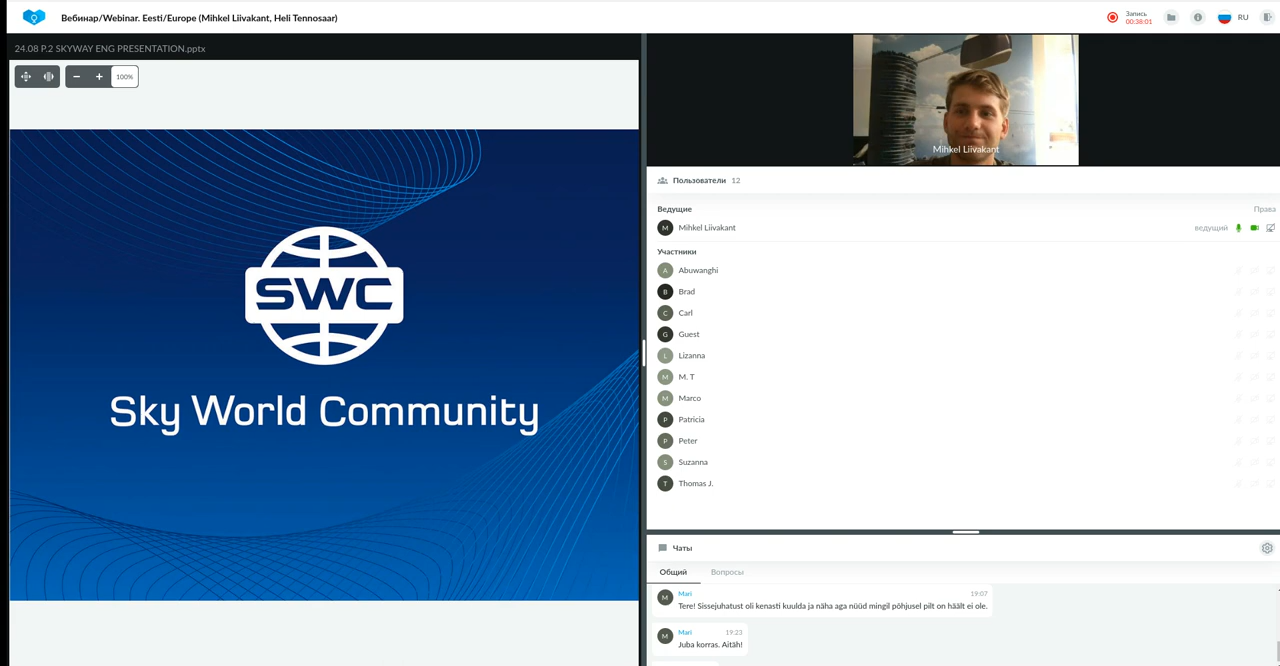 Вебинар/Webinar. Eesti/Europe (Mihkel Liivakant, Heli Tennosaar)
Запись
00:38:01
RU
24.08 P.2 SKYWAY ENG PRESENTATION.pptx
100%
SWC
Sky World Community
Mihkel Liivakant
Пользователи 12
Ведущие Права
M Mihkel Liivakant ведущий
Участники
A Abuwanghi
B Brad
C Carl
G Guest
L Lizanna
M M. T
M Marco
P Patricia
P Peter
S Suzanna
T Thomas J.
Чаты
Общий Вопросы
Mari 19:07
M Tere! Sissejuhatust oli kenasti kuulda ja näha aga nüüd mingil põhjusel pilt on häält ei ole.
Mari 19:23
M Juba korras. Aitäh!